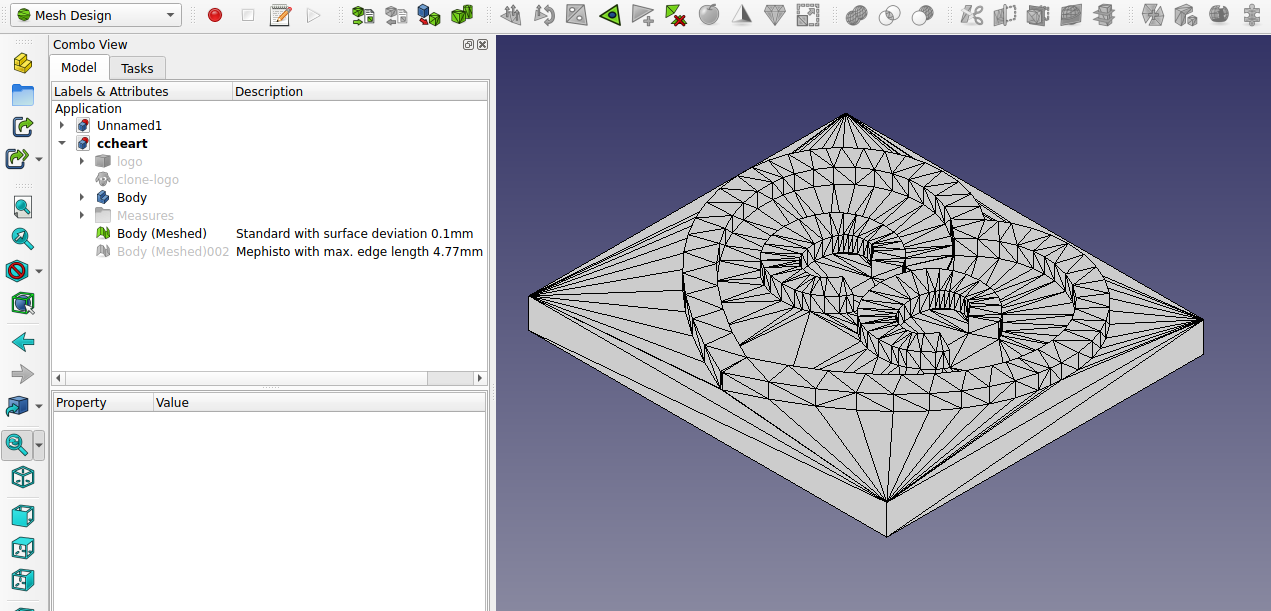 Mesh Design
Combo View
Model Tasks
Labels & Attributes Description
Application
Unnamed1
ccheart
logo
clone-logo
Body
Measures
Body (Meshed) Standard with surface deviation 0.1mm
Body (Meshed)002 Mephisto with max. edge length 4.77mm
Property Value